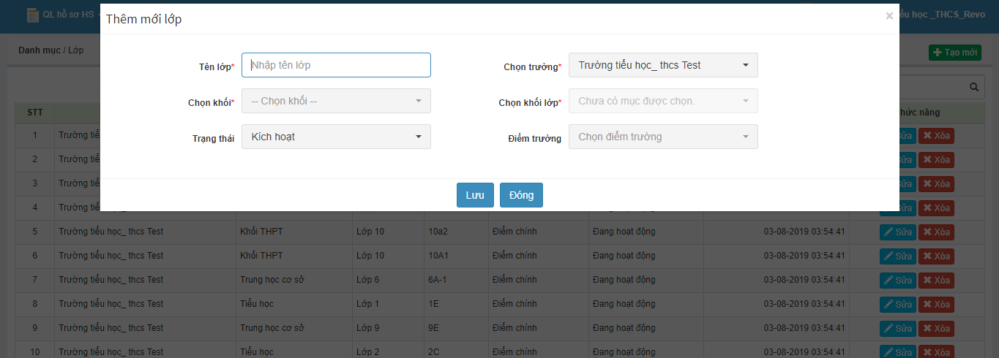 QL hồ sơ HS
Thêm mới lớp
×
_THCS_Revo
Danh mục / Lớp
Tạo mới
Tên lớp*
Nhập tên lớp
Chọn trường*
Trường tiểu học_ thcs Test
Chọn khối*
-- Chọn khối --
Chọn khối lớp*
Chưa có mục được chọn.
Trạng thái
Kích hoạt
Điểm trường
Chọn điểm trường
Lưu
Đóng
STT
năng
1 Trường Sửa Xóa
2 Trường Sửa Xóa
3 Trường Sửa Xóa
4 Trường Sửa Xóa
5 Trường tiểu học_ thcs Test Khối THPT Lớp 10 10a2 Điểm chính Đang hoạt động 03-08-2019 03:54:41 Sửa Xóa
6 Trường tiểu học_ thcs Test Khối THPT Lớp 10 10A1 Điểm chính Đang hoạt động 03-08-2019 03:54:41 Sửa Xóa
7 Trường tiểu học_ thcs Test Trung học cơ sở Lớp 6 6A-1 Điểm chính Đang hoạt động 03-08-2019 03:54:41 Sửa Xóa
8 Trường tiểu học_ thcs Test Tiểu học Lớp 1 1E Điểm chính Đang hoạt động 03-08-2019 03:54:41 Sửa Xóa
9 Trường tiểu học_ thcs Test Trung học cơ sở Lớp 9 9E Điểm chính Đang hoạt động 03-08-2019 03:54:41 Sửa Xóa
10 Trường tiểu học_ thcs Test Tiểu học Lớp 2 2C Điểm chính Đang hoạt động 03-08-2019 03:54:41 Sửa Xóa